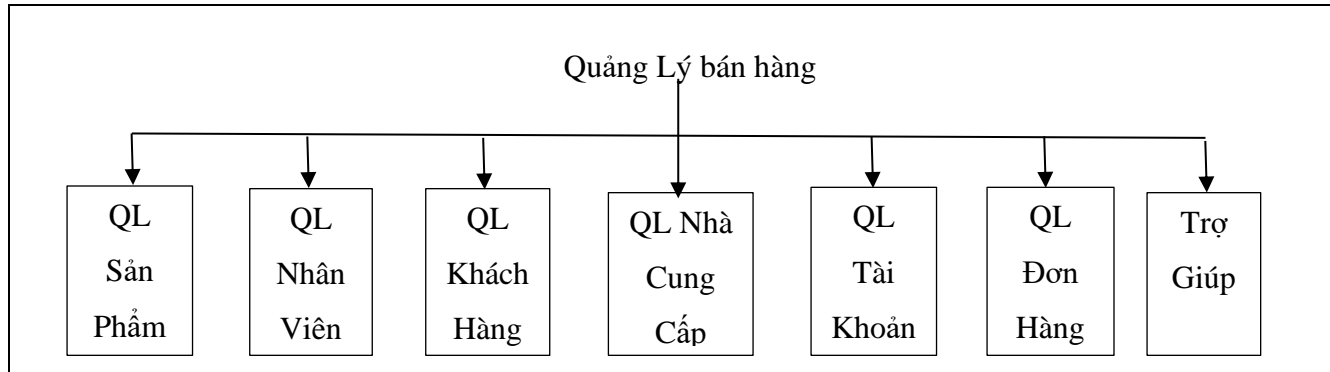 Quảng Lý bán hàng
QL
Sản
Phẩm
QL
Nhân
Viên
QL
Khách
Hàng
QL Nhà
Cung
Cấp
QL
Tài
Khoản
QL
Đơn
Hàng
Trợ
Giúp